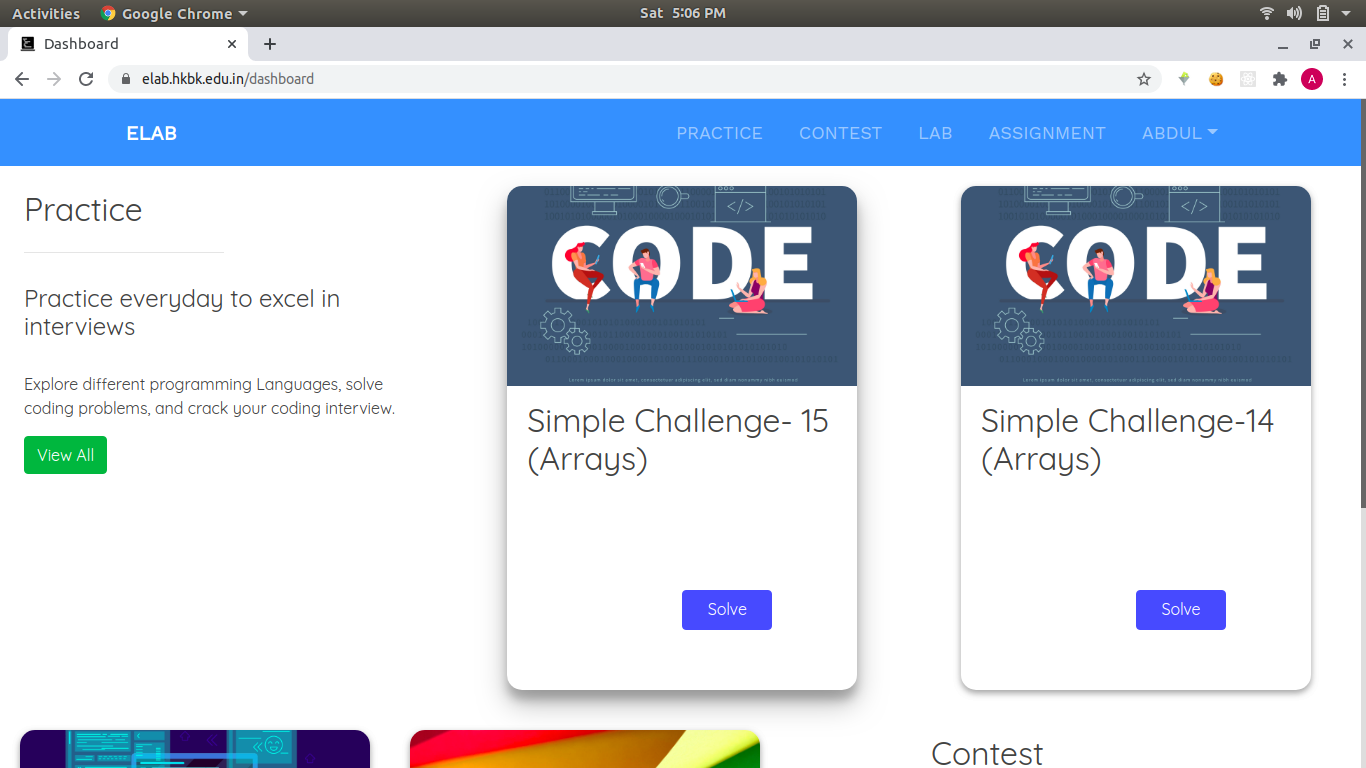 Activities Google Chrome Sat 5:06 PM
Dashboard
elab.hkbk.edu.in/dashboard A
ELAB PRACTICE CONTEST LAB ASSIGNMENT ABDUL
Practice
Practice everyday to excel in
interviews
Explore different programming Languages, solve
coding problems, and crack your coding interview.
View All
</>
CODE
Simple Challenge- 15
(Arrays)
Solve
</>
CODE
Simple Challenge-14
(Arrays)
Solve
Contest